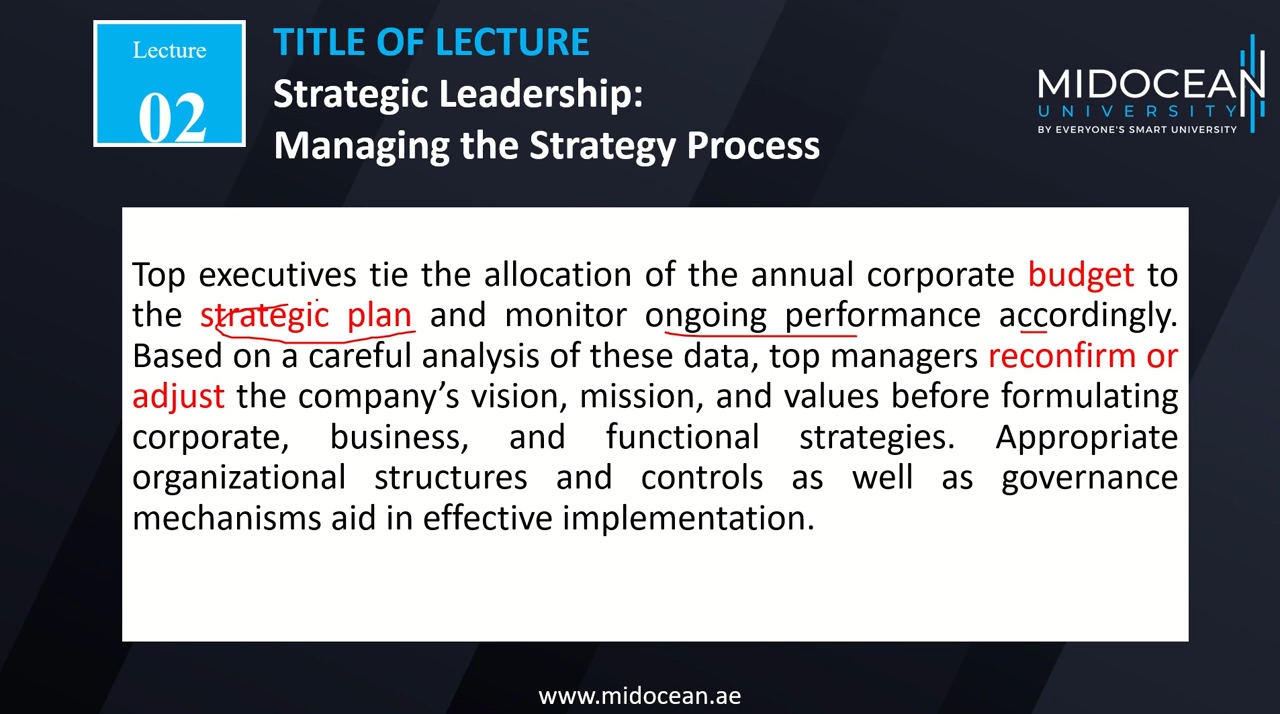 Lecture
02
TITLE OF LECTURE
Strategic Leadership:
Managing the Strategy Process
MIDOCEAN
UNIVERSITY
BY EVERYONE'S SMART UNIVERSITY
Top executives tie the allocation of the annual corporate budget to
the strategic plan and monitor ongoing performance accordingly.
Based on a careful analysis of these data, top managers reconfirm or
adjust the company’s vision, mission, and values before formulating
corporate, business, and functional strategies. Appropriate
organizational structures and controls as well as governance
mechanisms aid in effective implementation.
www.midocean.ae